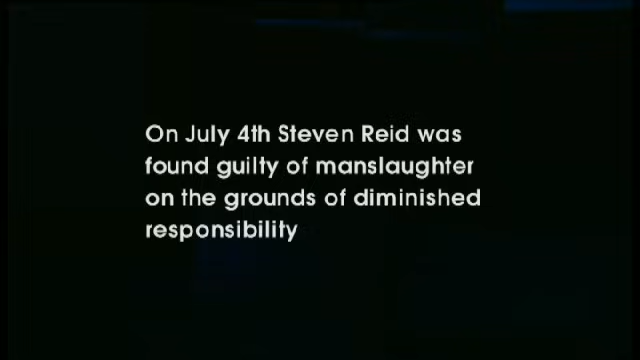 On July 4th Steven Reid was
found guilty of manslaughter
on the grounds of diminished
responsibility